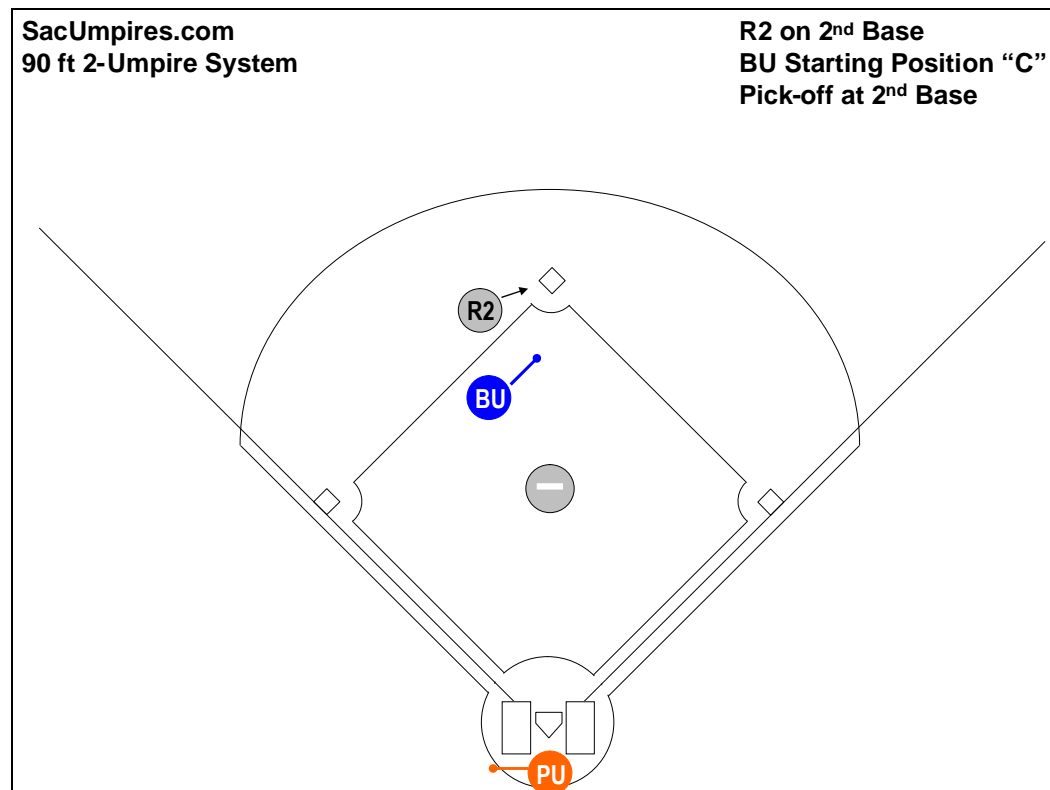 SacUmpires.com
90 ft 2-Umpire System
R2 on 2nd Base
BU Starting Position “C”
Pick-off at 2nd Base
R2
BU
PU